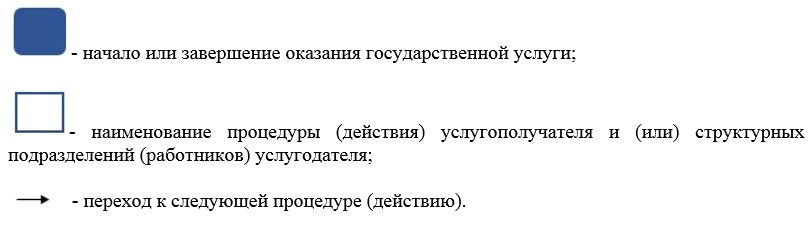 - начало или завершение оказания государственной услуги;
- наименование процедуры (действия) услугополучателя и (или) структурных
подразделений (работников) услугодателя;
- переход к следующей процедуре (действию).